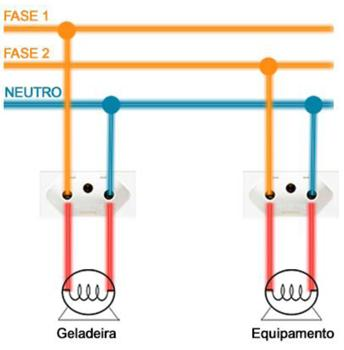 FASE 1
FASE 2
NEUTRO
Geladeira
Equipamento